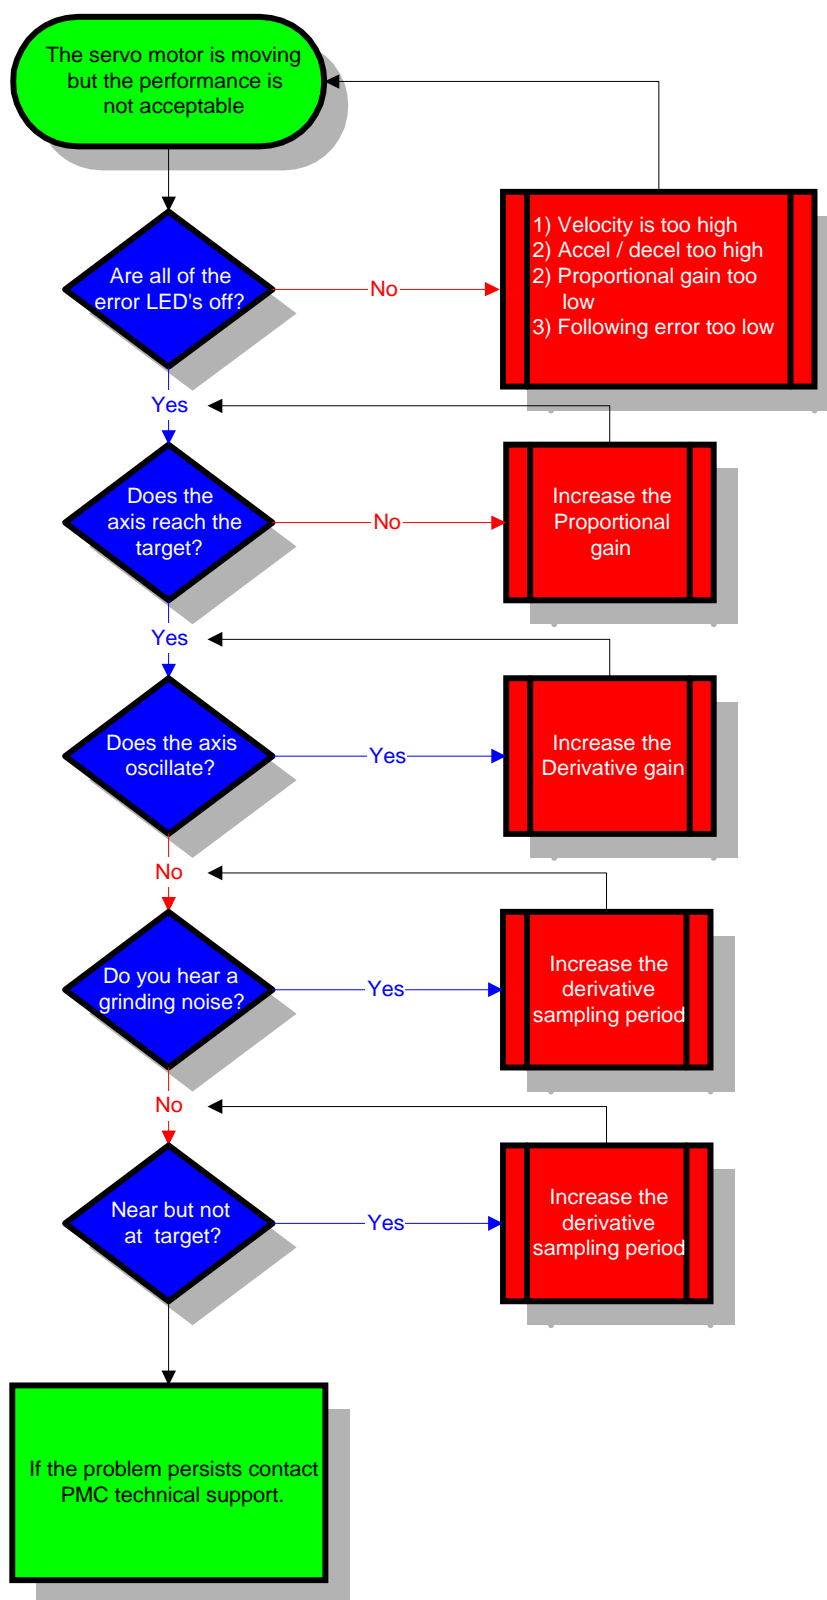 The servo motor is moving
but the performance is
not acceptable
Are all of the
error LED's off?
No
1) Velocity is too high
2) Accel / decel too high
2) Proportional gain too
low
3) Following error too low
Yes
Does the
axis reach the
target?
No
Increase the
Proportional
gain
Yes
Does the axis
oscillate?
Yes
Increase the
Derivative gain
No
Do you hear a
grinding noise?
Yes
Increase the
derivative
sampling period
No
Near but not
at  target?
Yes
Increase the
derivative
sampling period
If the problem persists contact
PMC technical support.